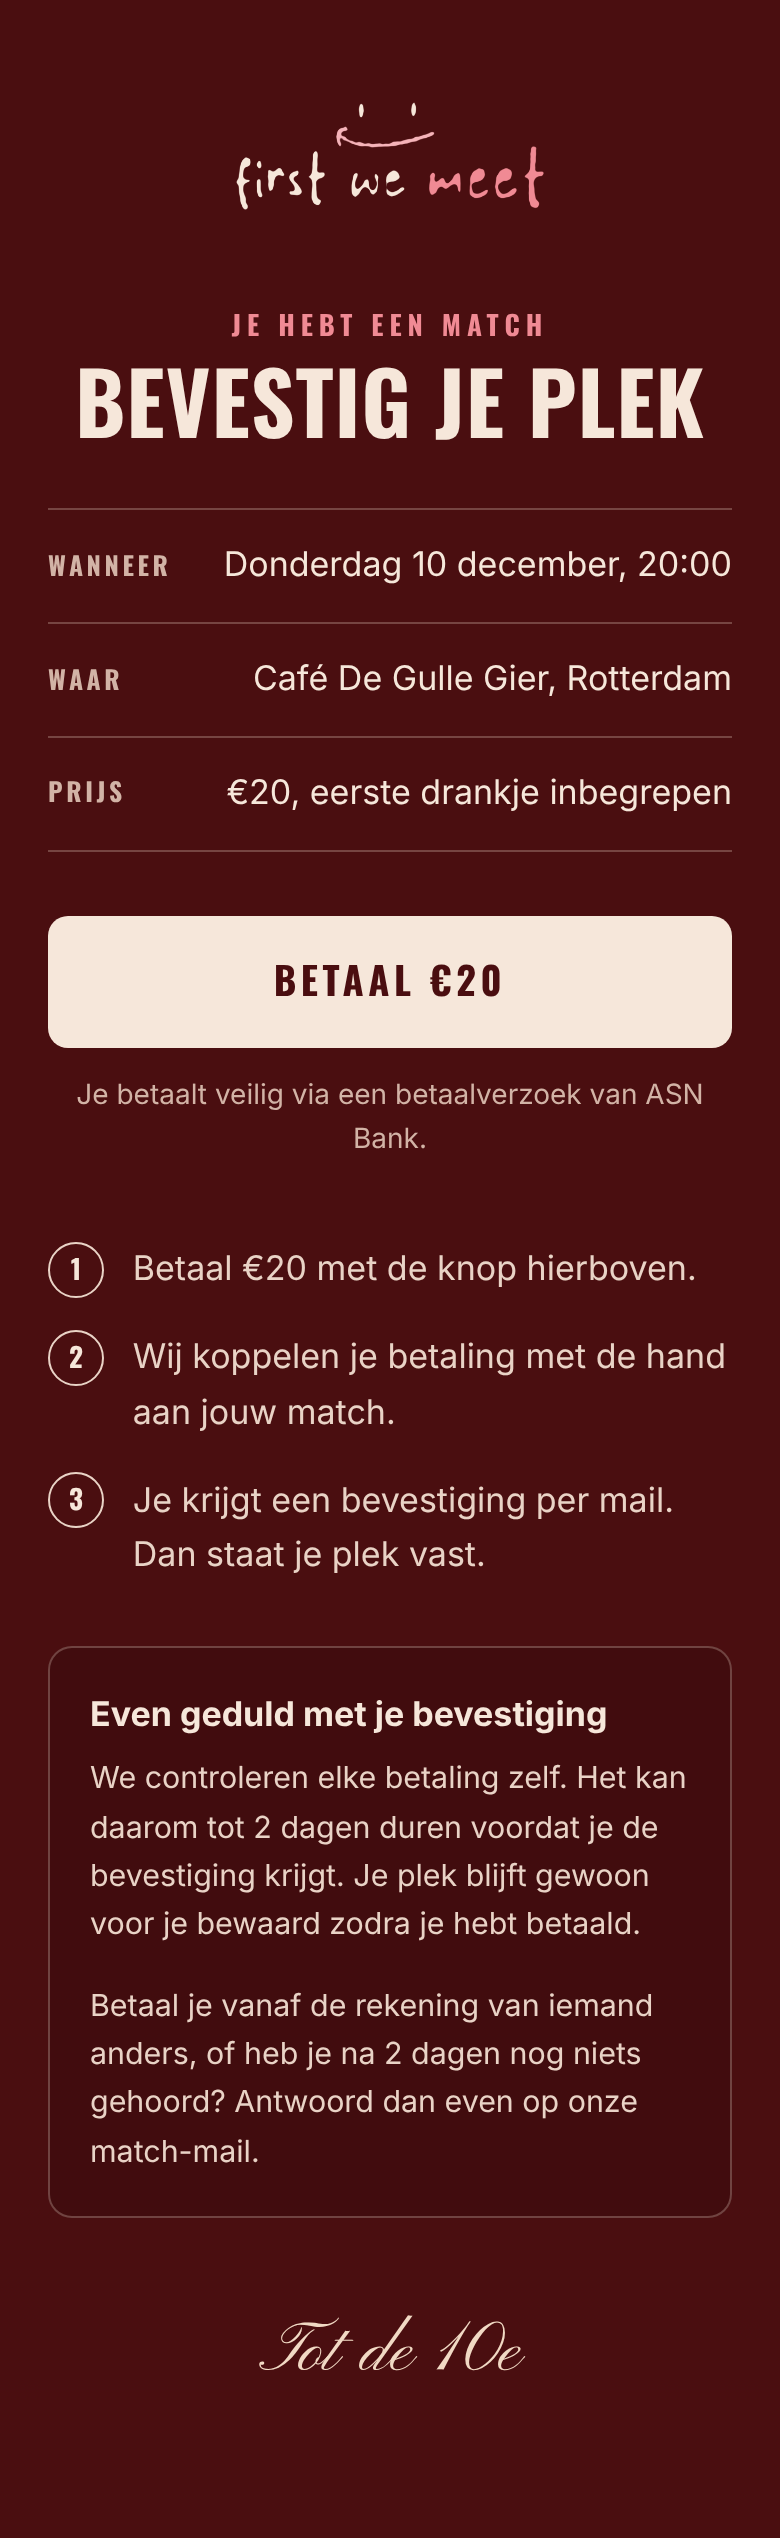 first we meet
JE HEBT EEN MATCH
BEVESTIG JE PLEK
WANNEER Donderdag 10 december, 20:00
WAAR Café De Gulle Gier, Rotterdam
PRIJS €20, eerste drankje inbegrepen
BETAAL €20
Je betaalt veilig via een betaalverzoek van ASN
Bank.
1 Betaal €20 met de knop hierboven.
2 Wij koppelen je betaling met de hand
aan jouw match.
3 Je krijgt een bevestiging per mail.
Dan staat je plek vast.
Even geduld met je bevestiging
We controleren elke betaling zelf. Het kan
daarom tot 2 dagen duren voordat je de
bevestiging krijgt. Je plek blijft gewoon
voor je bewaard zodra je hebt betaald.
Betaal je vanaf de rekening van iemand
anders, of heb je na 2 dagen nog niets
gehoord? Antwoord dan even op onze
match-mail.
Tot de 10e